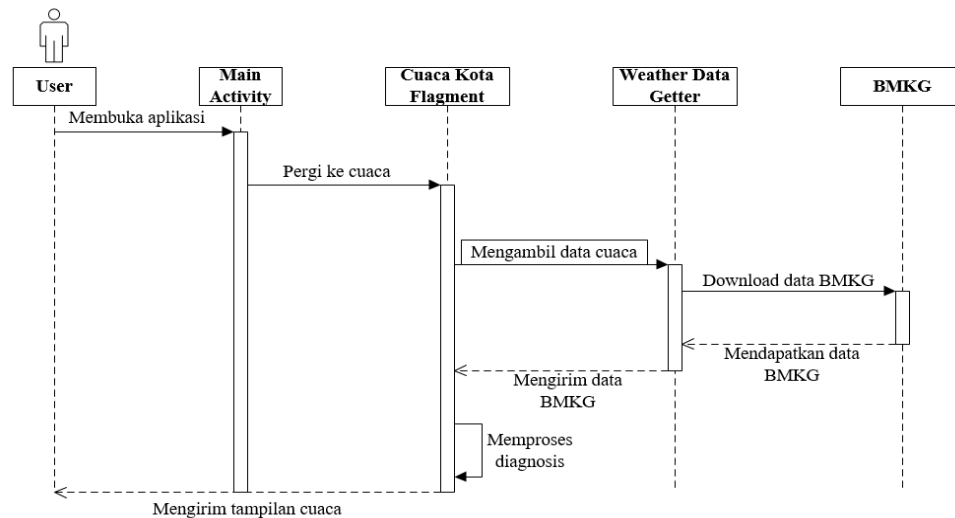 User
Main
Activity
Cuaca Kota
Flagment
Weather Data
Getter
BMKG
Membuka aplikasi
Pergi ke cuaca
Mengambil data cuaca
Download data BMKG
Mendapatkan data
BMKG
Mengirim data
BMKG
Memproses
diagnosis
Mengirim tampilan cuaca